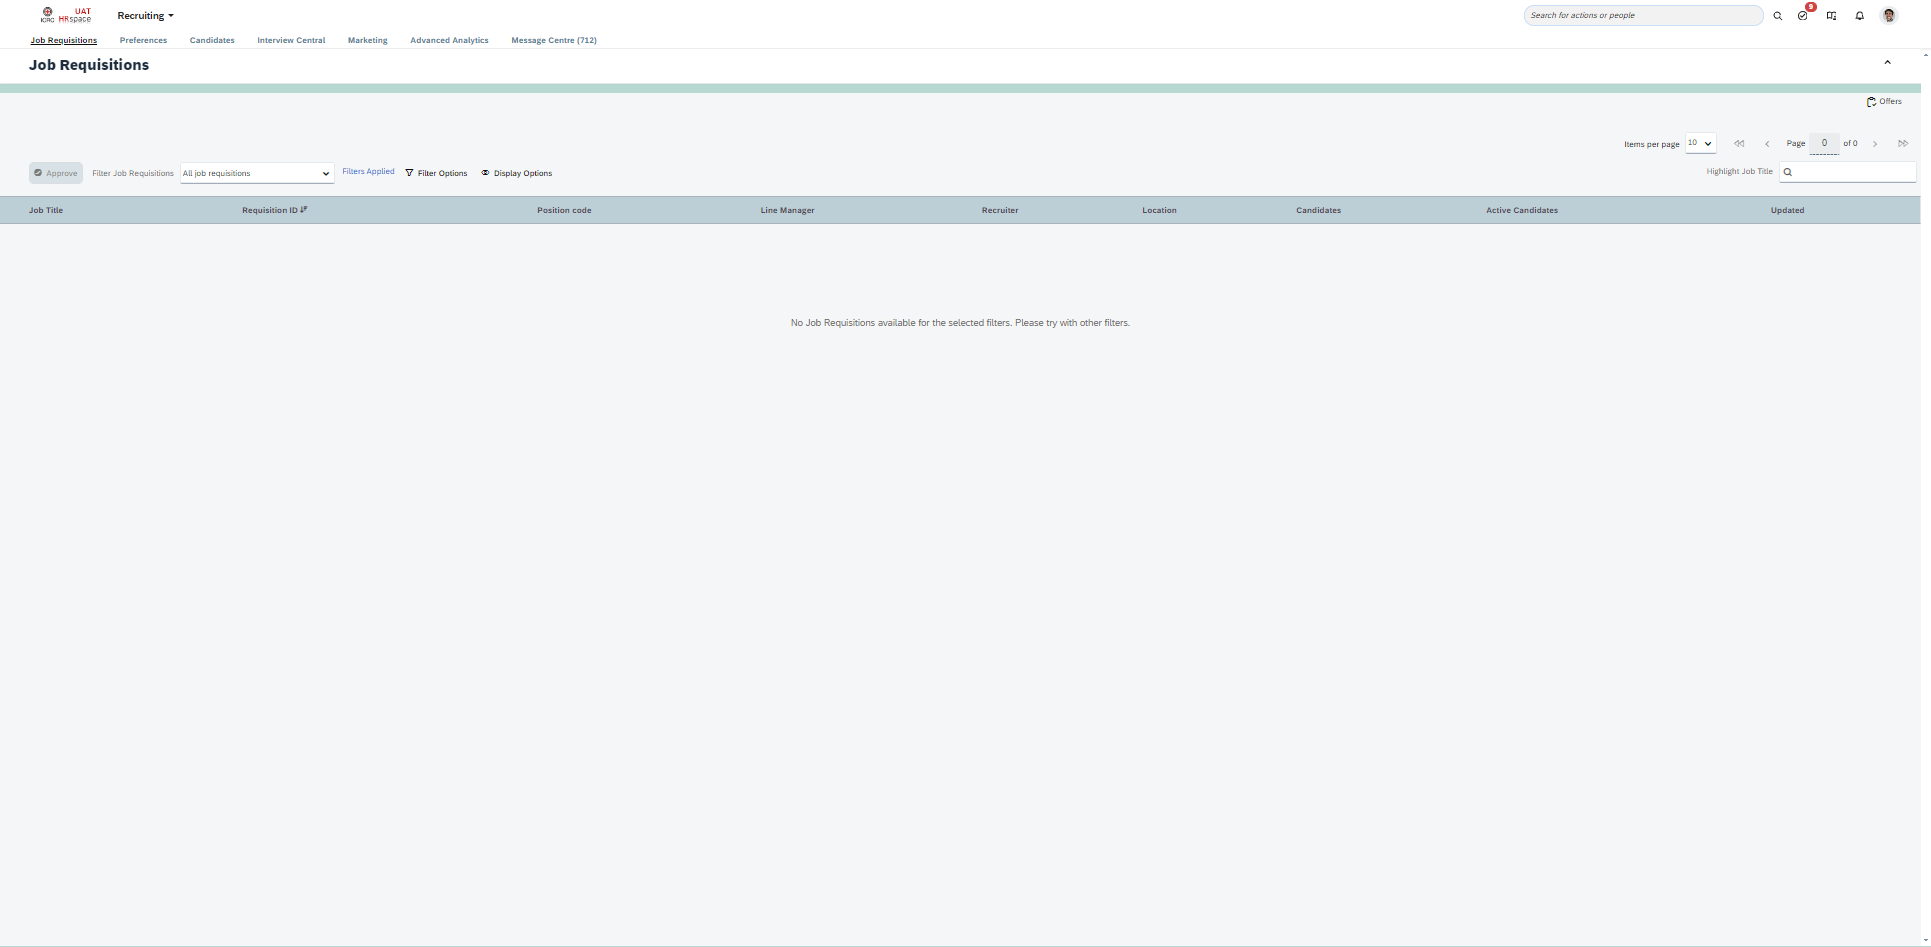 ICRC UAT HRspace Recruiting Search for actions or people 9
Job Requisitions Preferences Candidates Interview Central Marketing Advanced Analytics Message Centre (712)
Job Requisitions
Offers
Items per page 10 Page 0 of 0
Approve Filter Job Requisitions All job requisitions Filters Applied Filter Options Display Options Highlight Job Title
Job Title Requisition ID Position code Line Manager Recruiter Location Candidates Active Candidates Updated
No Job Requisitions available for the selected filters. Please try with other filters.